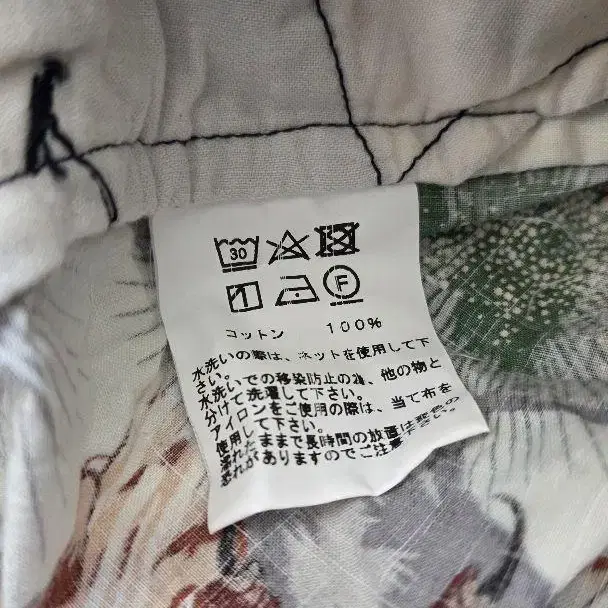 30
F
コットン 100%
水洗いの際は、ネットを使用して下
さい。
水洗いでの移染防止の為、他の物と
分けて洗濯して下さい。
アイロンをご使用の際は、当て布を
使用して下さい。
濡れたままで長時間の放置は変色の
恐れがありますのでご注意下さい